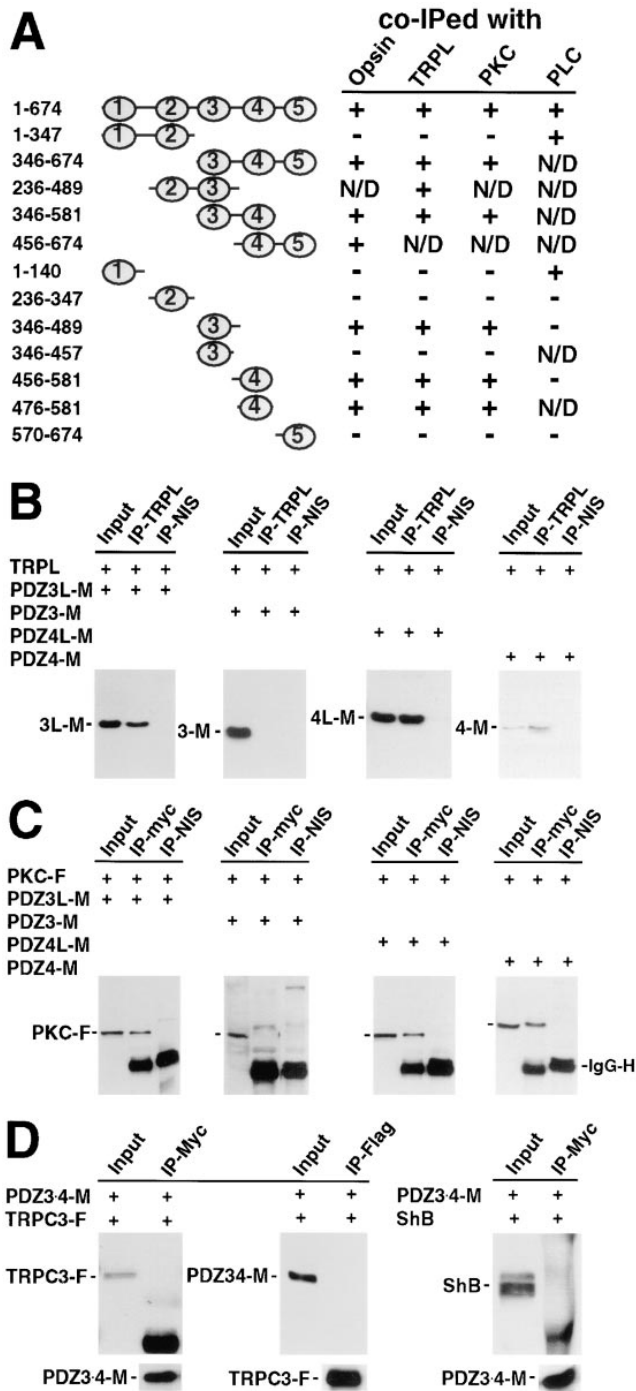 A
co-IPed with
Opsin TRPL PKC PLC
1-674 1 2 3 4 5 + + + +
1-347 1 2 - - - +
346-674 3 4 5 + + + N/D
236-489 2 3 N/D + N/D N/D
346-581 3 4 + + + N/D
456-674 4 5 + N/D N/D N/D
1-140 1 - - - +
236-347 2 - - - -
346-489 3 + + + -
346-457 3 - - - N/D
456-581 4 + + + -
476-581 4 + + + N/D
570-674 5 - - - -
B
Input IP-TRPL IP-NIS Input IP-TRPL IP-NIS Input IP-TRPL IP-NIS Input IP-TRPL IP-NIS
TRPL + + + + + + + + + + + +
PDZ3L-M + + +
PDZ3-M + + +
PDZ4L-M + + +
PDZ4-M + + +
3L-M- 3-M- 4L-M- 4-M-
C
Input IP-myc IP-NIS Input IP-myc IP-NIS Input IP-myc IP-NIS Input IP-myc IP-NIS
PKC-F + + + + + + + + + + + +
PDZ3L-M + + +
PDZ3-M + + +
PDZ4L-M + + +
PDZ4-M + + +
PKC-F- - - -
-IgG-H
D
Input IP-Myc Input IP-Flag Input IP-Myc
PDZ3·4-M + + + + PDZ3·4-M + +
TRPC3-F + + + + ShB + +
TRPC3-F- PDZ34-M- ShB-
PDZ3·4-M- TRPC3-F- PDZ3·4-M-